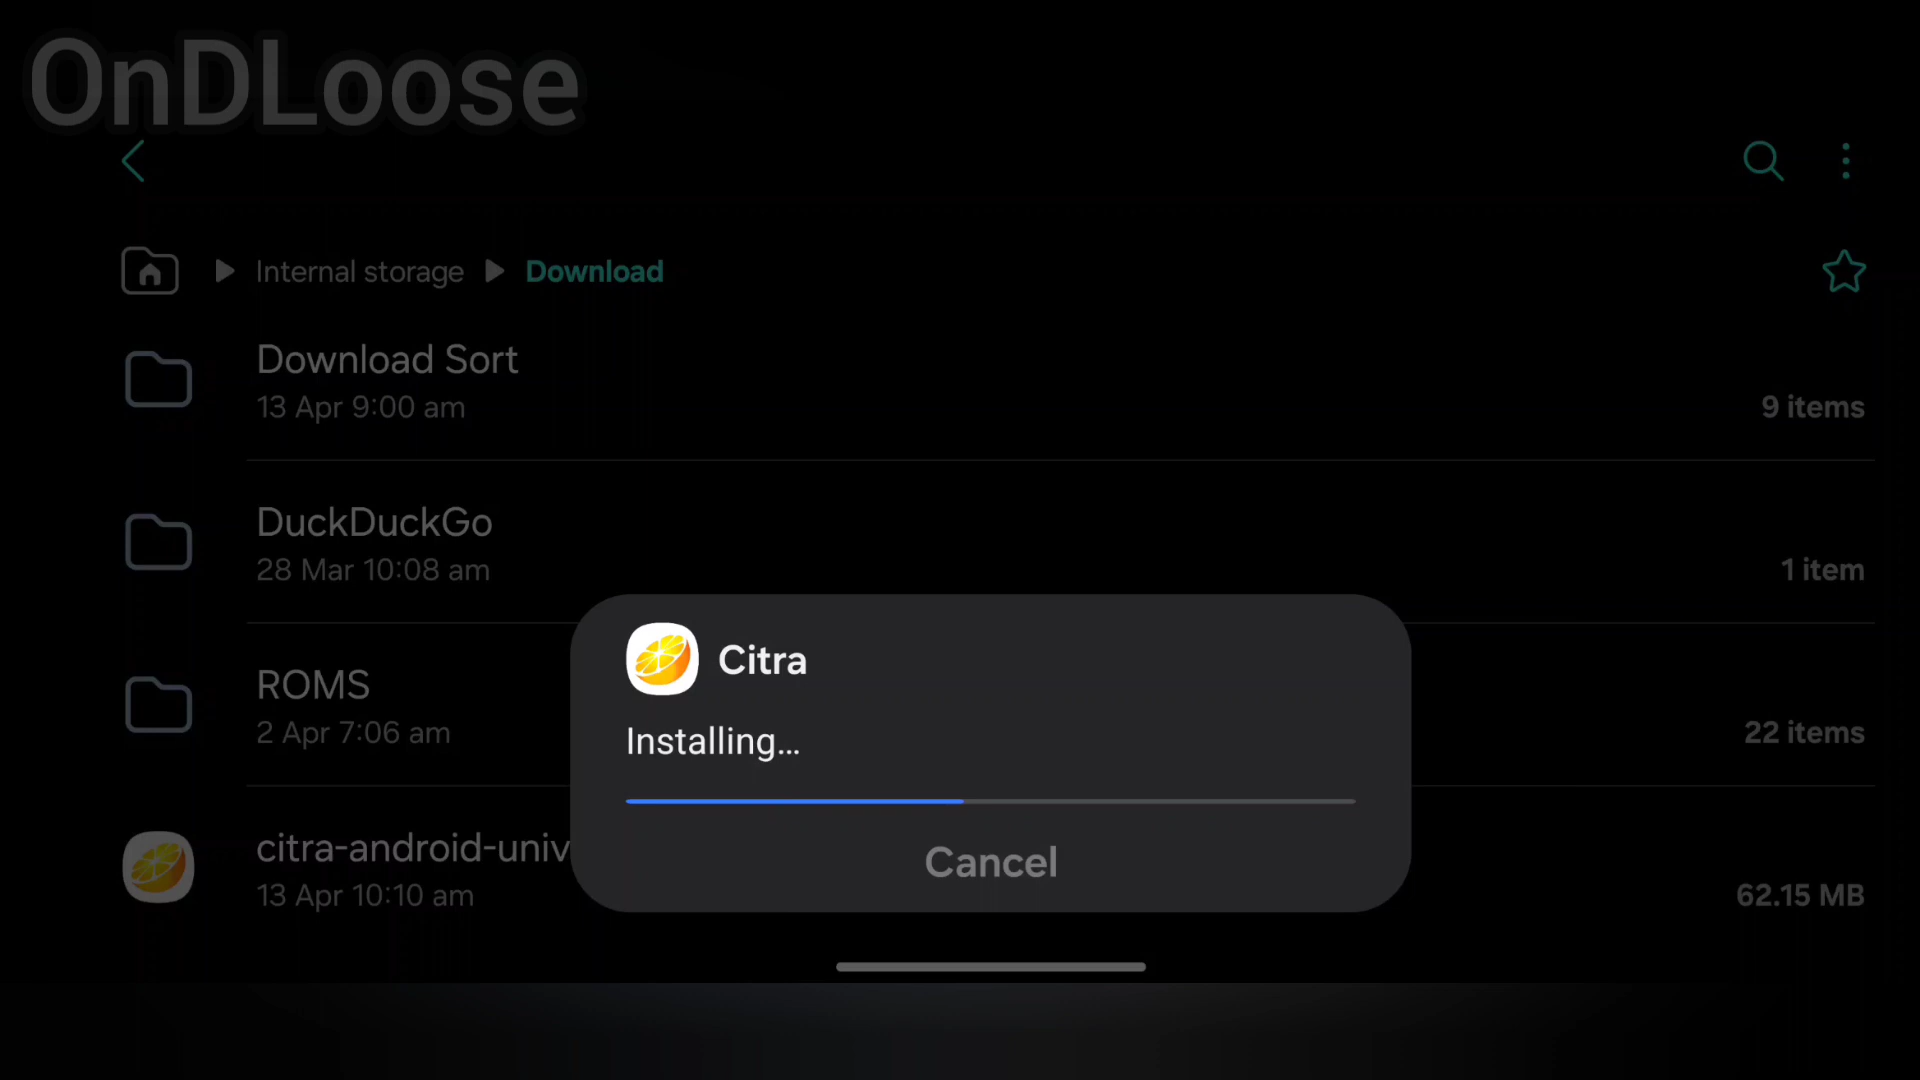 OnDLoose
Internal storage Download
Download Sort
13 Apr 9:00 am
9 items
DuckDuckGo
28 Mar 10:08 am
1 item
ROMS
2 Apr 7:06 am
22 items
citra-android-univ
13 Apr 10:10 am
62.15 MB
Citra
Installing...
Cancel